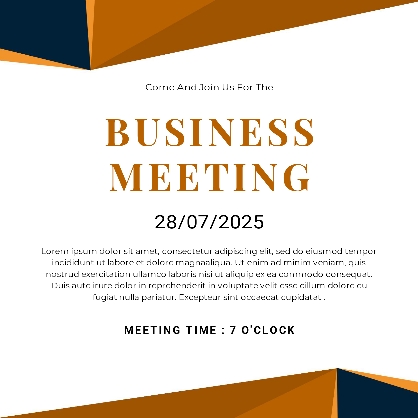 Come And Join Us For The
BUSINESS
MEETING
28/07/2025
Lorem ipsum dolor sit amet, consectetur adipiscing elit, sed do eiusmod tempor
incididunt ut labore et dolore magnaaliqua. Ut enim ad minim veniam, quis
nostrud exercitation ullamco laboris nisi ut aliquip ex ea commodo consequat.
Duis aute irure dolor in reprehenderit in voluptate velit esse cillum dolore eu
fugiat nulla pariatur. Excepteur sint occaecat cupidatat .
MEETING TIME : 7 O'CLOCK